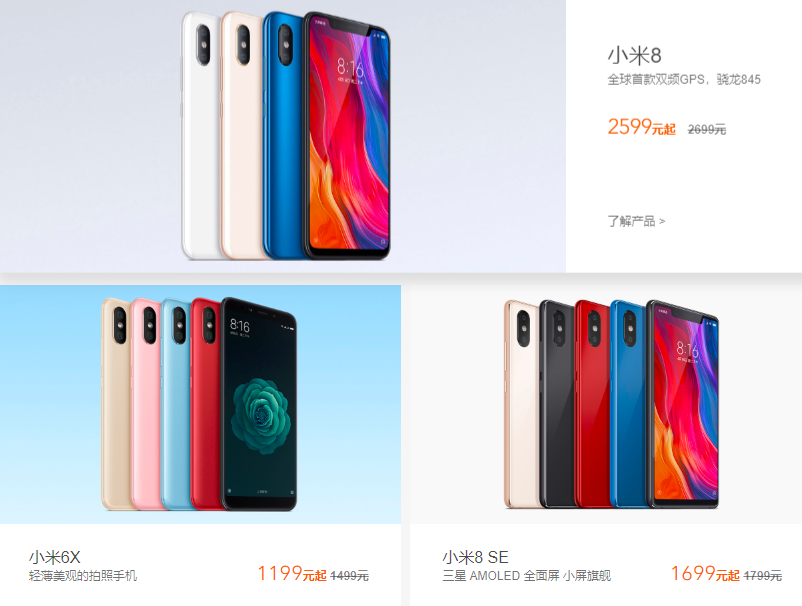 8:16
小米8
全球首款双频GPS，骁龙845
2599元起 2699元
了解产品 >
8:16
小米6X
轻薄美观的拍照手机
1199元起 1499元
8:16
小米8 SE
三星 AMOLED 全面屏 小屏旗舰
1699元起 1799元